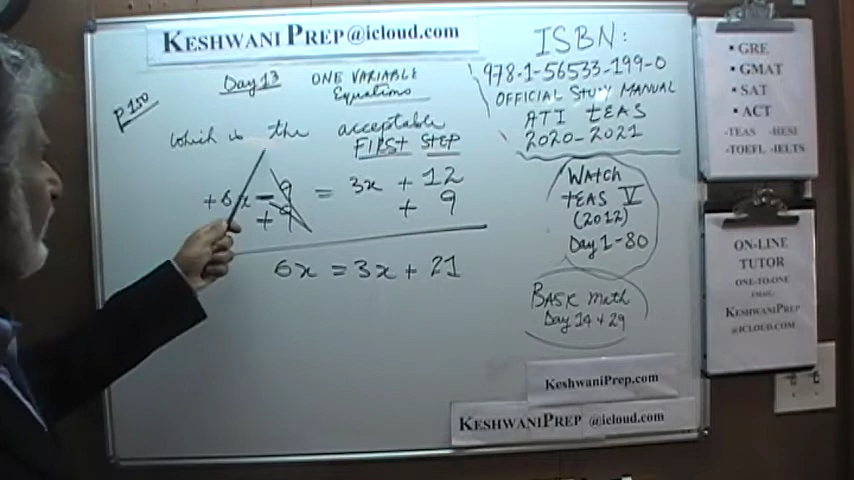 KESHWANI PREP@icloud.com
Day 13 ONE VARIABLE
Equations
P 150
Which is the acceptable
FIRST STEP
+6x - 9 = 3x + 12
+ 9 + 9
6x = 3x + 21
ISBN:
978-1-56533-199-0
OFFICIAL STUDY MANUAL
ATI TEAS
2020-2021
WATCH
TEAS V
(2012)
Day 1-80
BASIC Math
Day 14 + 29
KESHWANIPREP.com
KESHWANIPREP @icloud.com
• GRE
• GMAT
• SAT
• ACT
-TEAS -HESI
-TOEFL -IELTS
ON-LINE
TUTOR
ONE-TO-ONE
EMAIL:
KESHWANIPREP
@ICLOUD.COM